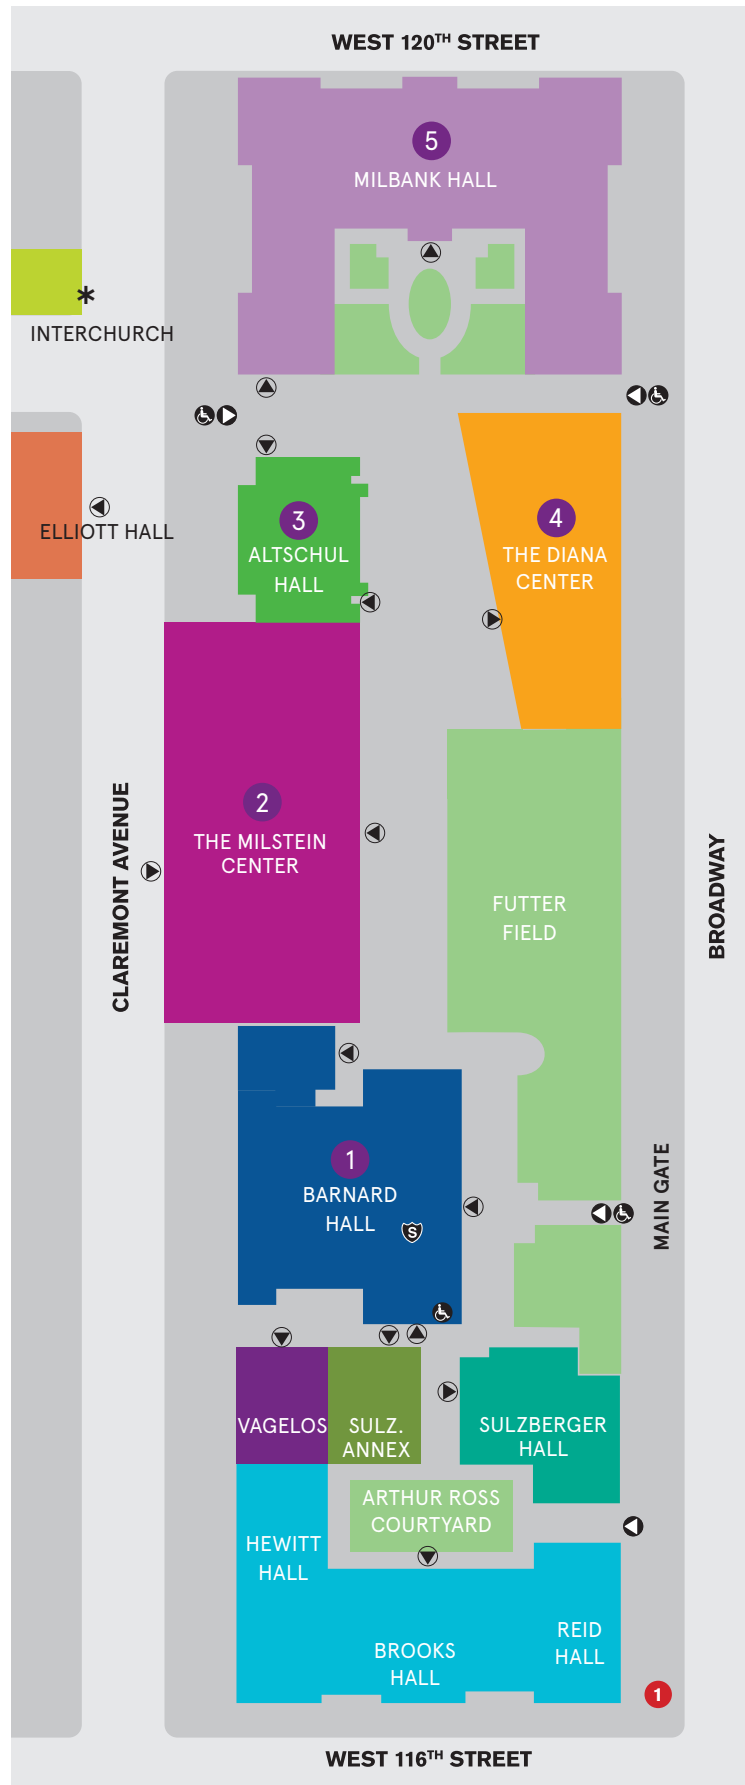 WEST 120TH STREET
5
MILBANK HALL
INTERCHURCH
ELLIOTT HALL
3
ALTSCHUL
HALL
4
THE DIANA
CENTER
2
THE MILSTEIN
CENTER
CLAREMONT AVENUE
FUTTER
FIELD
BROADWAY
1
BARNARD
HALL
S
MAIN GATE
VAGELOS
SULZ.
ANNEX
SULZBERGER
HALL
ARTHUR ROSS
COURTYARD
HEWITT
HALL
BROOKS
HALL
REID
HALL
1
WEST 116TH STREET